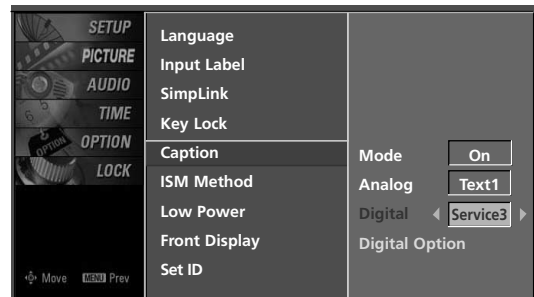 SETUP
PICTURE
AUDIO
TIME
OPTION
LOCK
Move MENU Prev
Language
Input Label
SimpLink
Key Lock
Caption
ISM Method
Low Power
Front Display
Set ID
Mode On
Analog Text1
Digital Service3
Digital Option